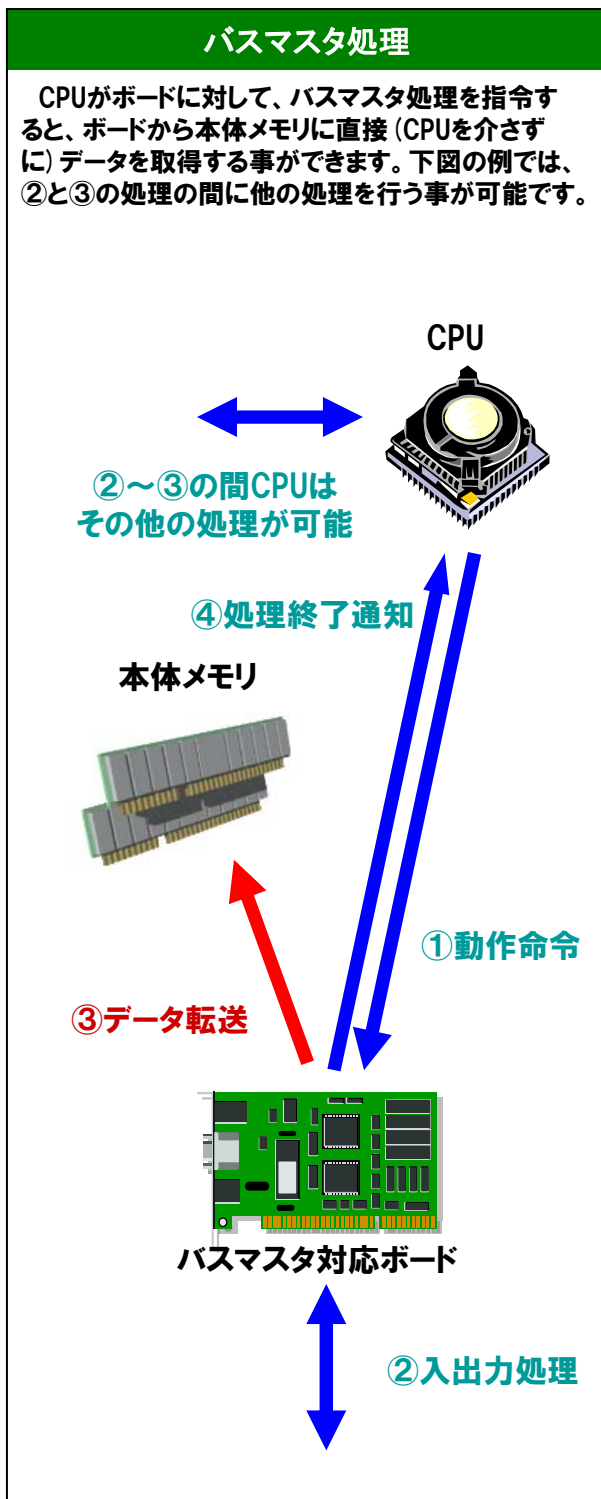 バスマスタ処理
CPUがボードに対して、バスマスタ処理を指令す
ると、ボードから本体メモリに直接(CPUを介さず
に)データを取得する事ができます。下図の例では、
②と③の処理の間に他の処理を行う事が可能です。
CPU
②～③の間CPUは
その他の処理が可能
④処理終了通知
本体メモリ
①動作命令
③データ転送
バスマスタ対応ボード
②入出力処理